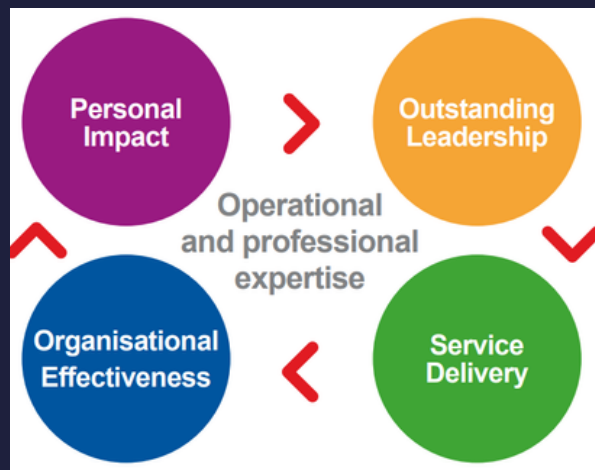 Personal
Impact
Outstanding
Leadership
Operational
and professional
expertise
Organisational
Effectiveness
Service
Delivery